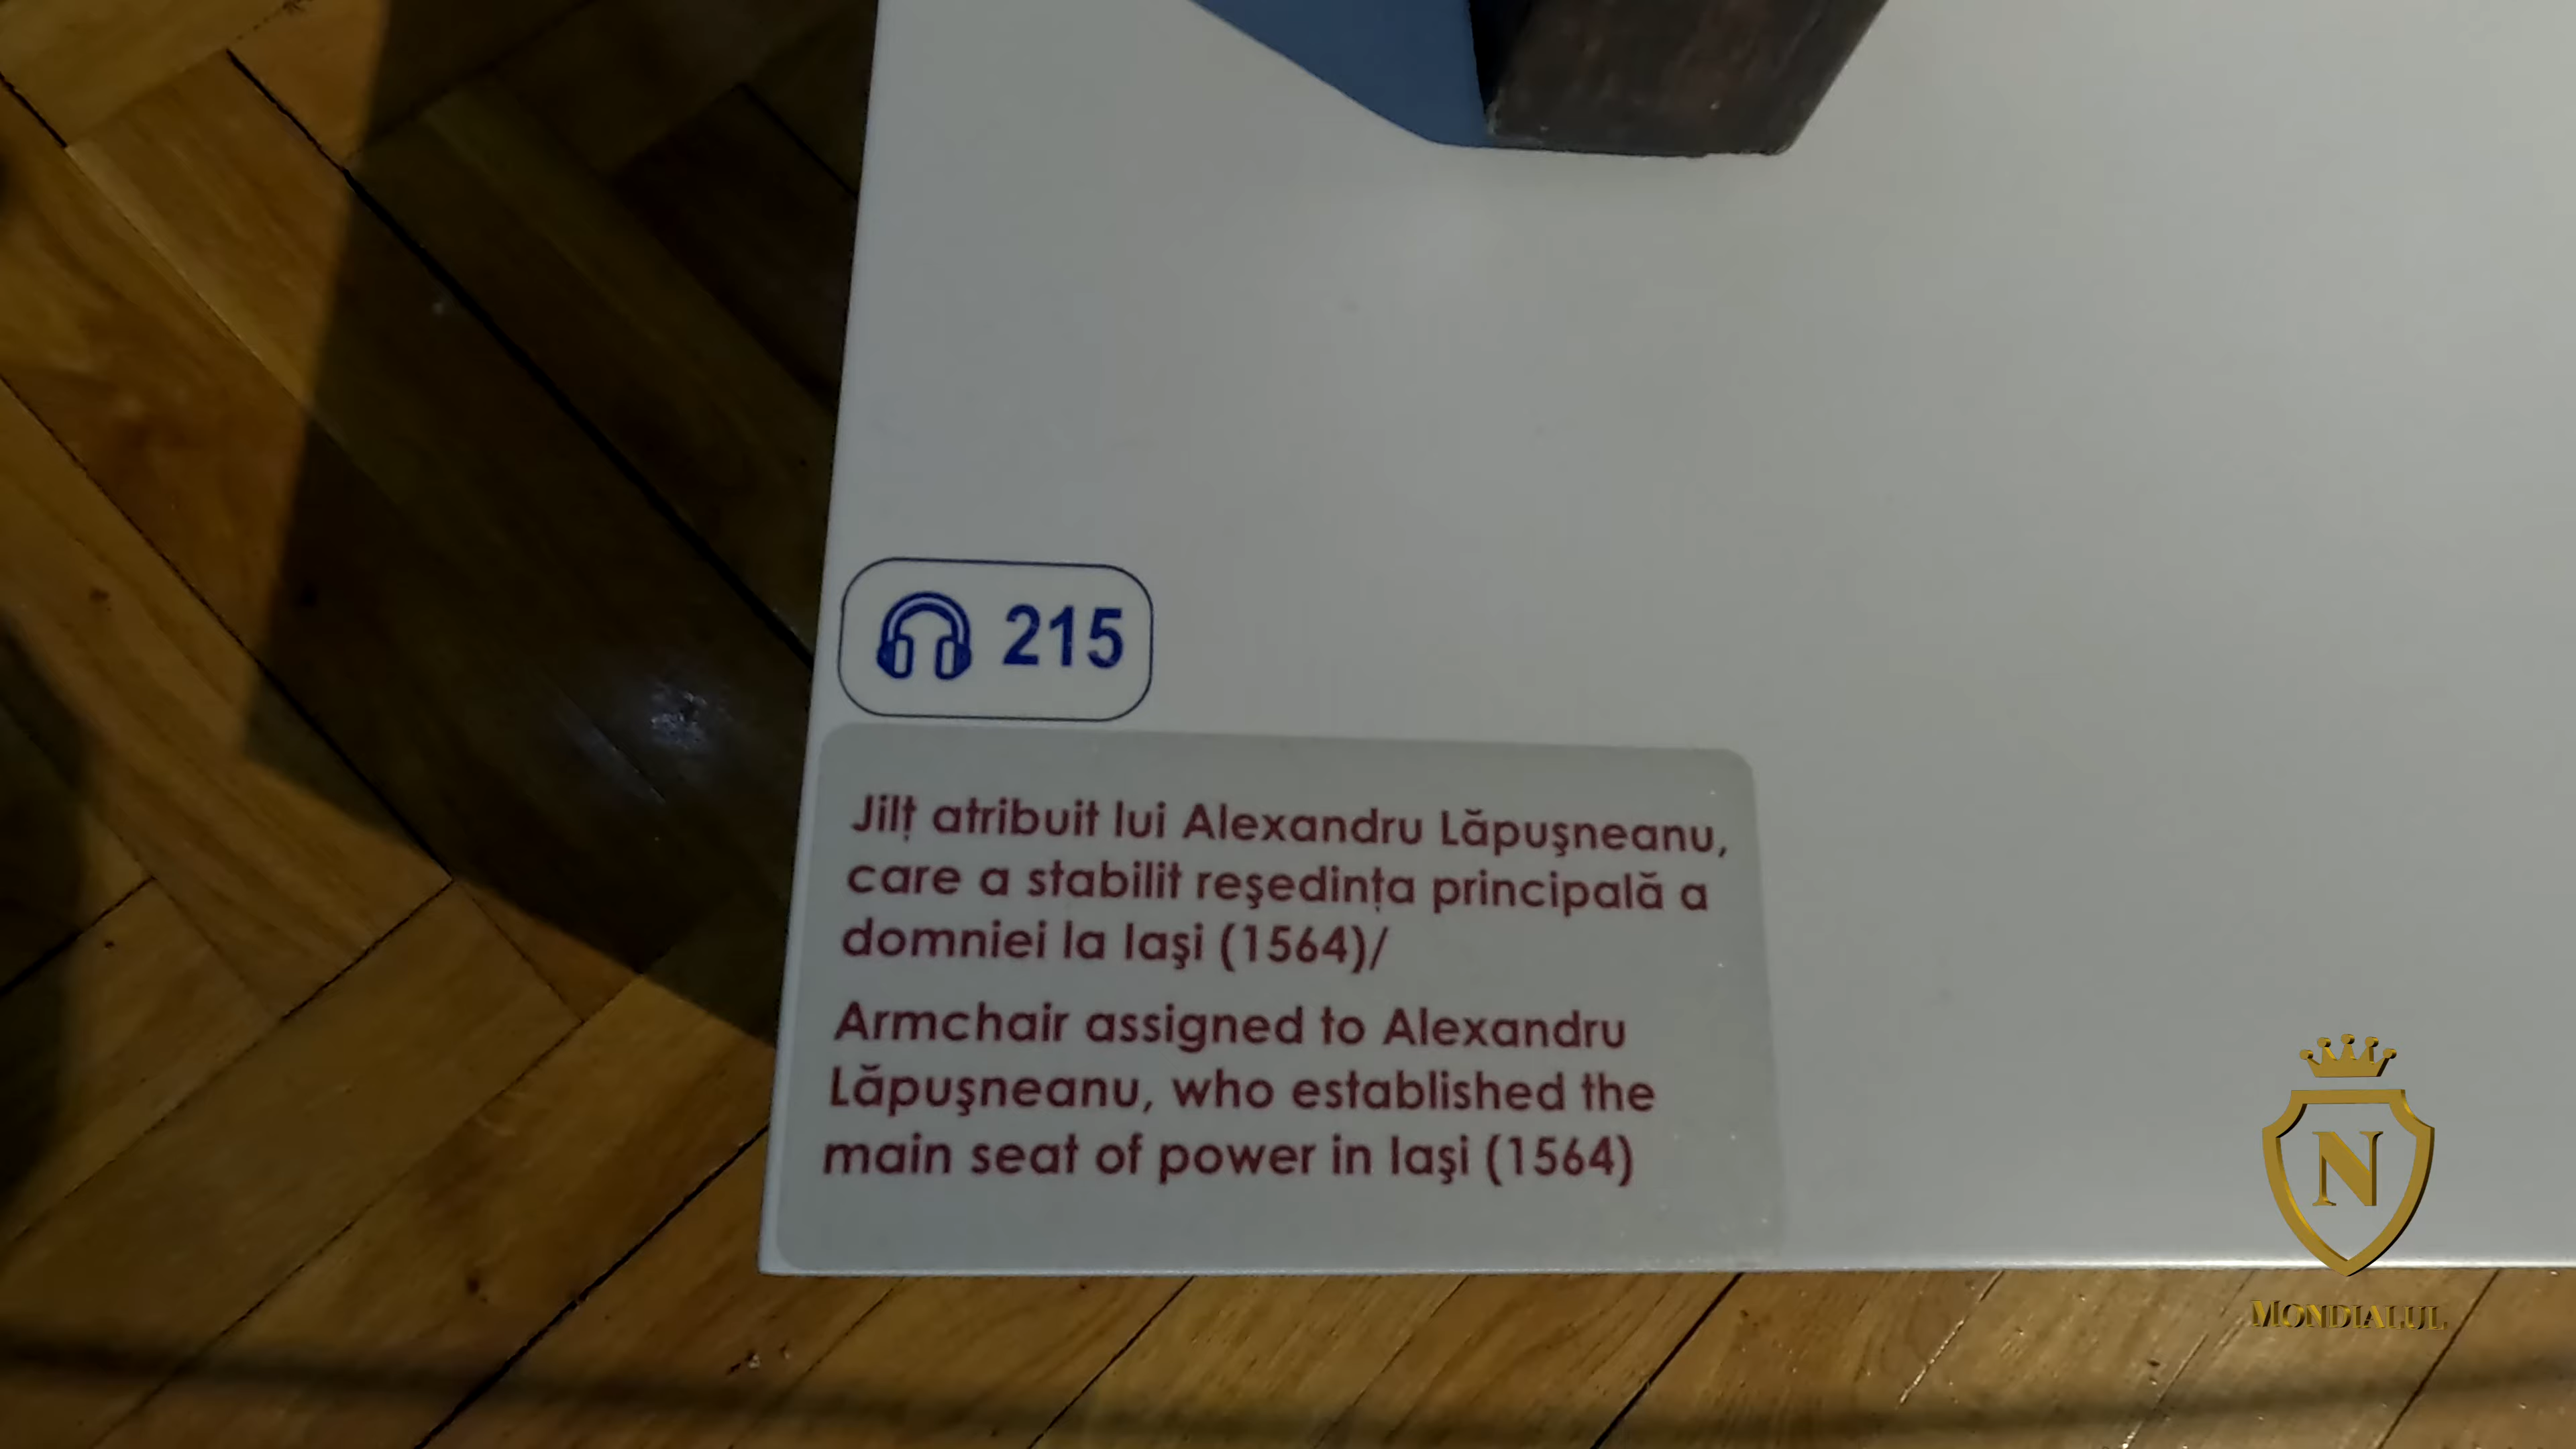 215
Jilț atribuit lui Alexandru Lăpuşneanu,
care a stabilit reşedința principală a
domniei la Iaşi (1564)/
Armchair assigned to Alexandru
Lăpuşneanu, who established the
main seat of power in Iaşi (1564)
N
MONDIALUL